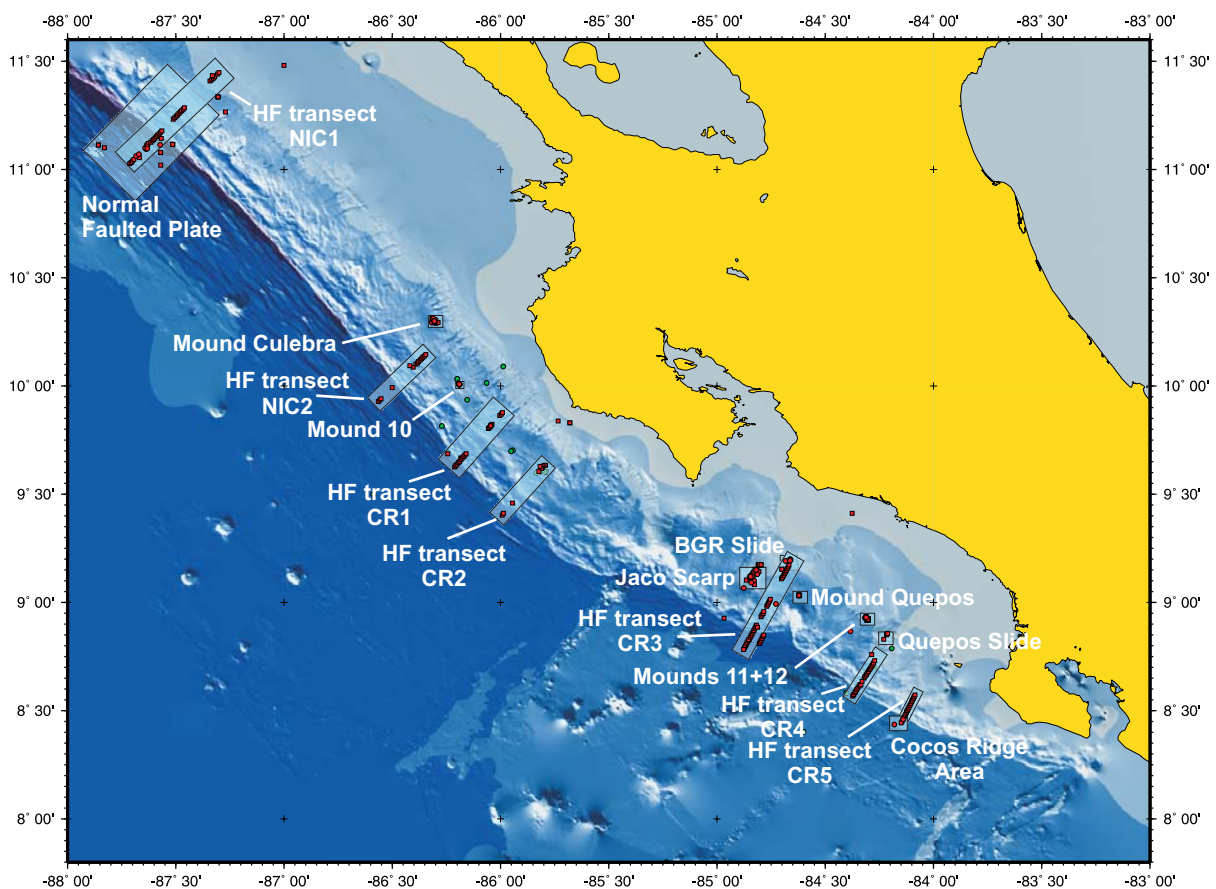 -88˚ 00' -87˚ 30' -87˚ 00' -86˚ 30' -86˚ 00' -85˚ 30' -85˚ 00' -84˚ 30' -84˚ 00' -83˚ 30' -83˚ 00'
11˚ 30' 11˚ 30'
HF transect
NIC1
11˚ 00' 11˚ 00'
Normal
Faulted Plate
10˚ 30' 10˚ 30'
Mound Culebra
HF transect
NIC2
10˚ 00' 10˚ 00'
Mound 10
HF transect
CR1
9˚ 30' 9˚ 30'
HF transect
CR2
BGR Slide
Jaco Scarp
9˚ 00' 9˚ 00'
Mound Quepos
HF transect
CR3
Quepos Slide
Mounds 11+12
HF transect
CR4
8˚ 30' 8˚ 30'
HF transect
CR5
Cocos Ridge
Area
8˚ 00' 8˚ 00'
-88˚ 00' -87˚ 30' -87˚ 00' -86˚ 30' -86˚ 00' -85˚ 30' -85˚ 00' -84˚ 30' -84˚ 00' -83˚ 30' -83˚ 00'